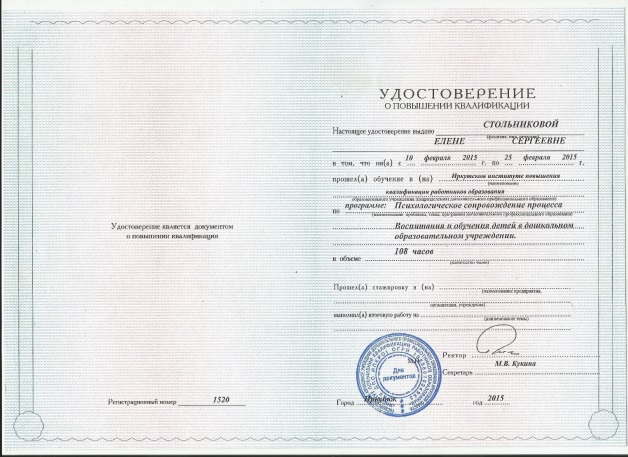 УДОСТОВЕРЕНИЕ
О ПОВЫШЕНИИ КВАЛИФИКАЦИИ
Настоящее удостоверение выдано СТОЛЬНИКОВОЙ
ЕЛЕНЕ СЕРГЕЕВНЕ
в том, что он(а) с 10 февраля 2015 г. по 25 февраля 2015 г.
прошел(а) обучение в (на) Иркутском институте повышения
(наименование)
квалификации работников образования
образовательного учреждения (подразделения) дополнительного профессионального образования)
по программе: Психологическое сопровождение процесса
(наименование проблемы, темы, программы дополнительного профессионального образования)
Воспитания и обучения детей в дошкольном
образовательном учреждении.
в объеме 108 часов
(количество часов)
Прошел(а) стажировку в (на)
(наименование предприятия,
организации, учреждения)
выполнил(а) итоговую работу на
(наименование темы)
Ректор
М.В. Кукина
Секретарь
Город Иркутск год 2015
Для
документов
Удостоверение является документом
о повышении квалификации
Регистрационный номер 1520